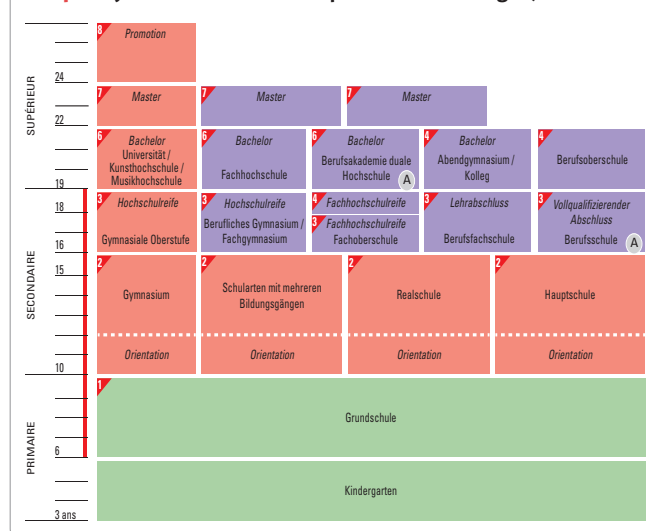 8 Promotion
24
7 Master
7 Master
7 Master
22
SUPÉRIEUR
6 Bachelor
Universität /
Kunsthochschule /
Musikhochschule
6 Bachelor
Fachhochschule
6 Bachelor
Berufsakademie duale
Hochschule A
4 Bachelor
Abendgymnasium /
Kolleg
4
Berufsoberschule
19
18
3 Hochschulreife
Gymnasiale Oberstufe
3 Hochschulreife
Berufliches Gymnasium /
Fachgymnasium
4 Fachhochschulreife
3 Fachhochschulreife
Fachoberschule
3 Lehrabschluss
Berufsfachschule
3 Vollqualifizierender
Abschluss
Berufsschule A
16
15
SECONDAIRE
2
Gymnasium
Orientation
2
Schularten mit mehreren
Bildungsgängen
Orientation
2
Realschule
Orientation
2
Hauptschule
Orientation
10
1
Grundschule
PRIMAIRE
6
Kindergarten
3 ans